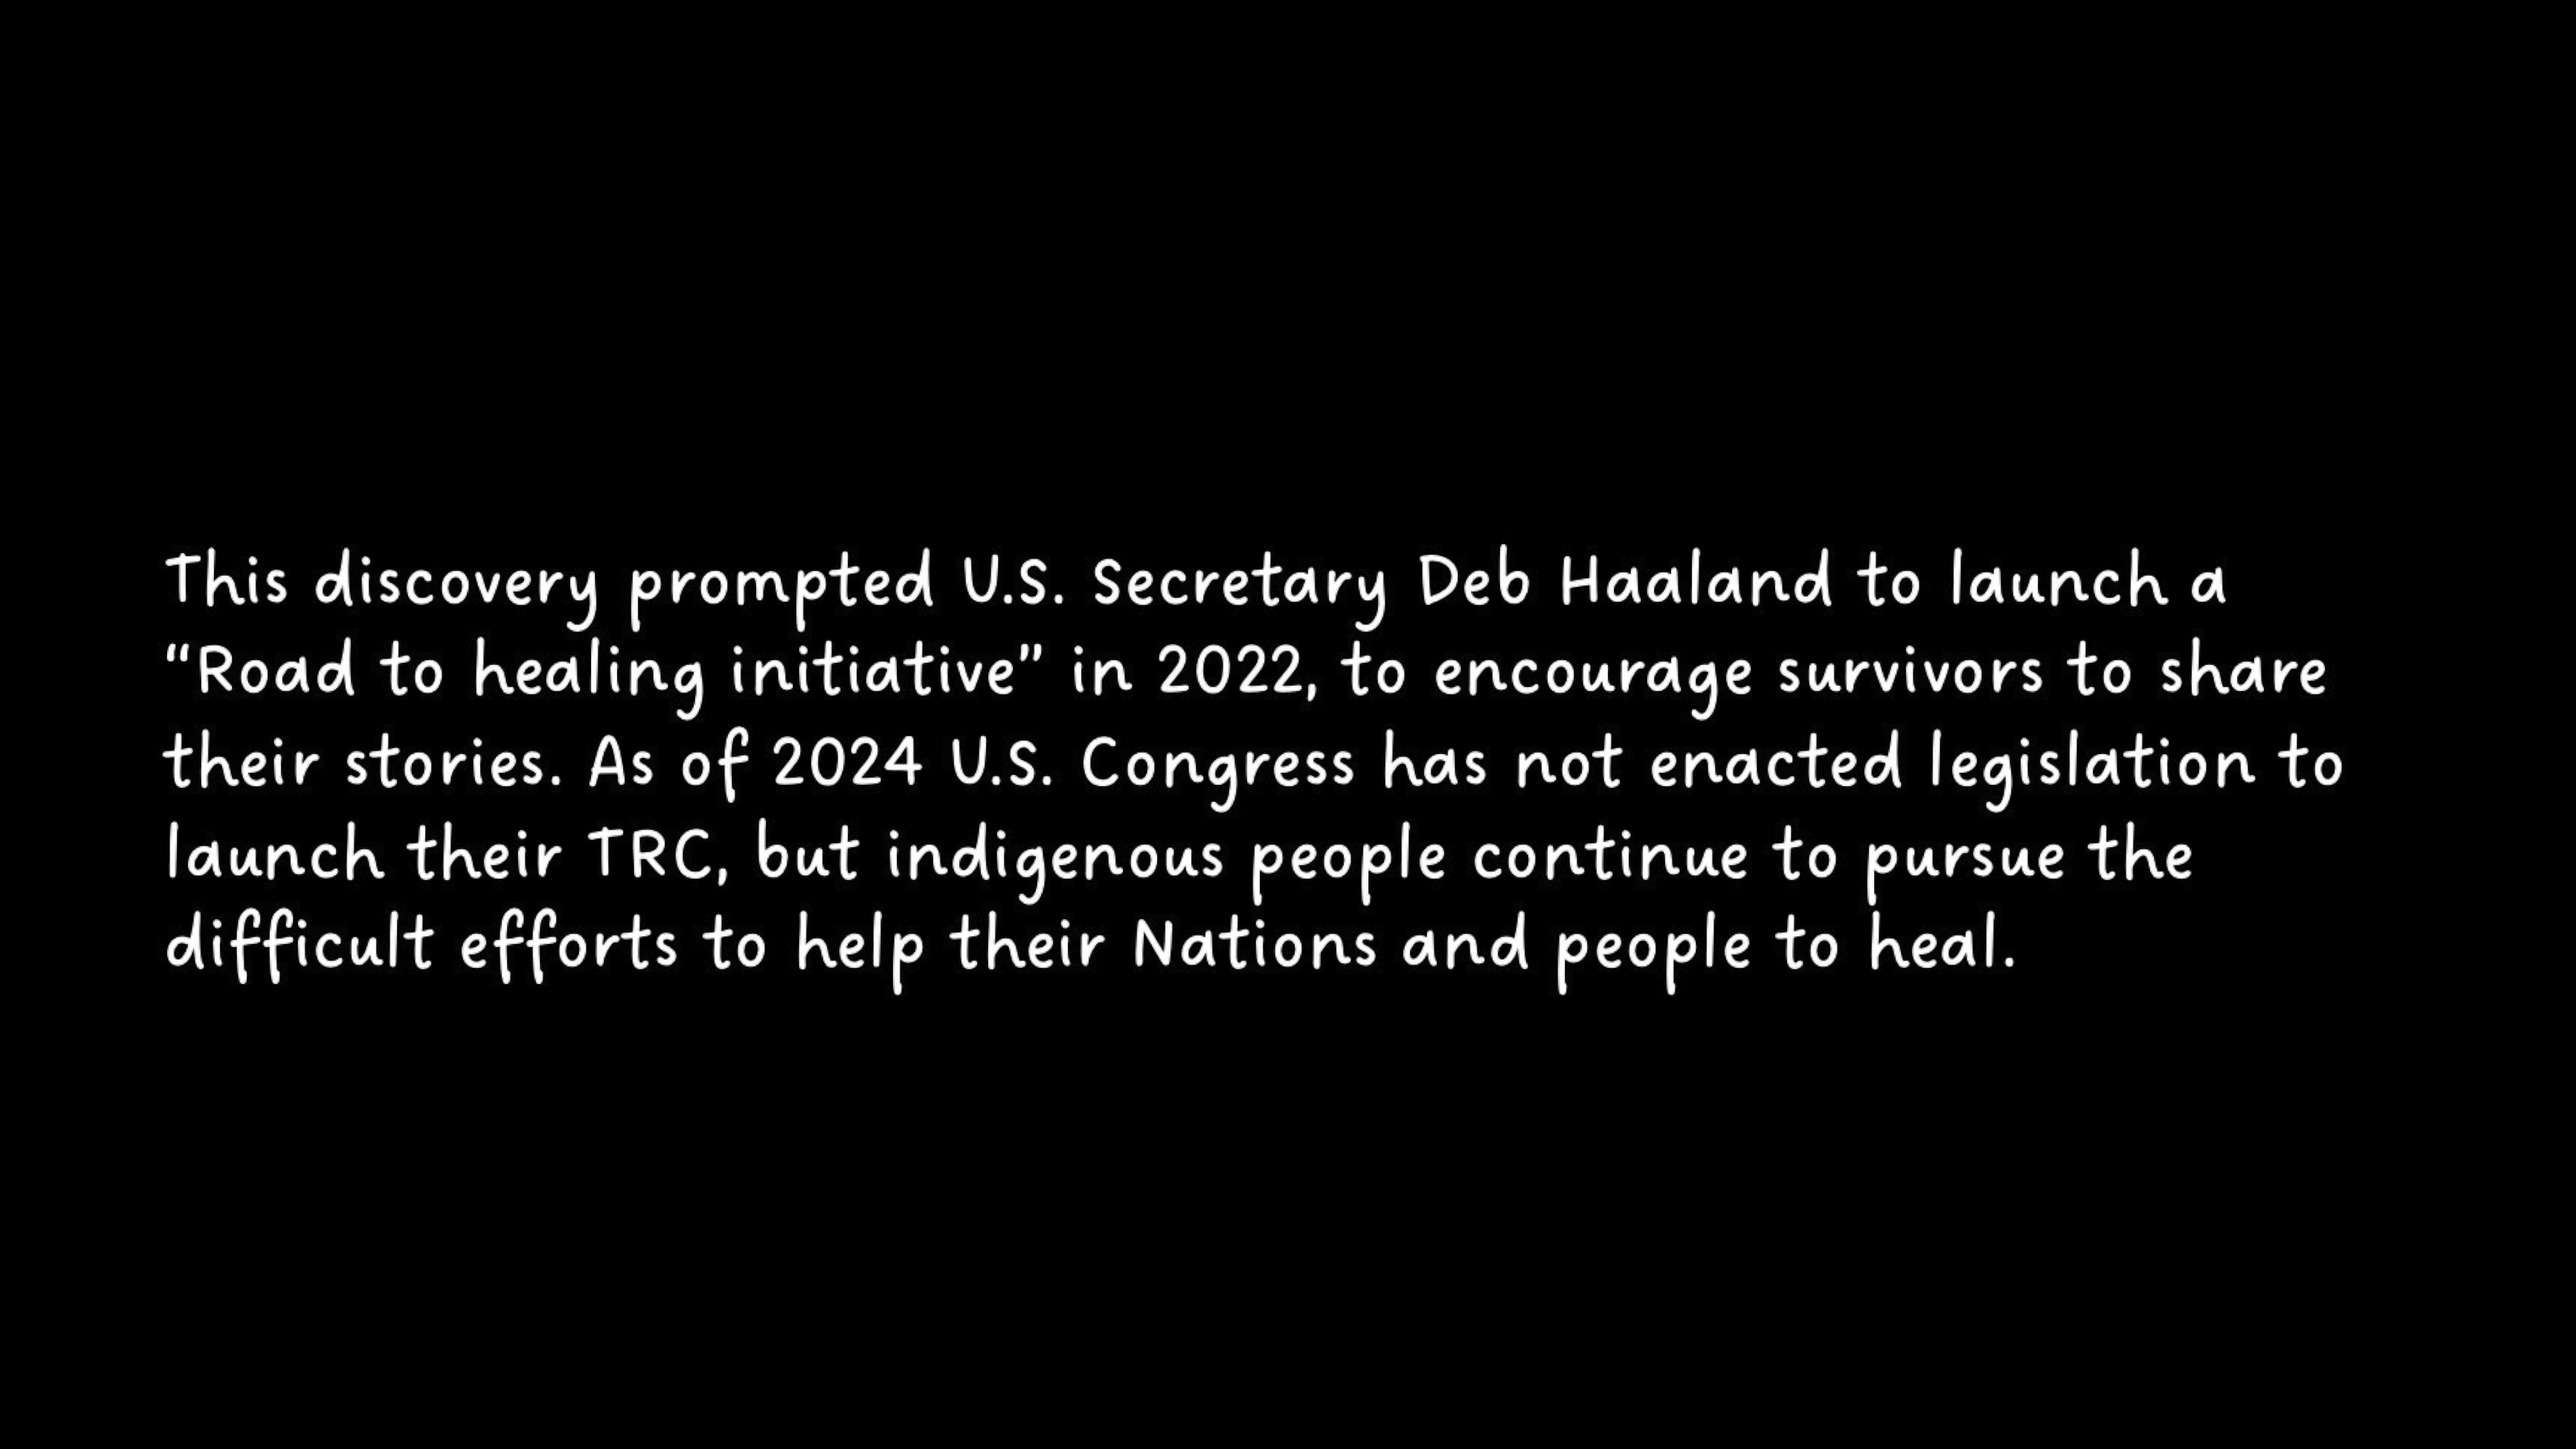 This discovery prompted U.S. Secretary Deb Haaland to launch a
“Road to healing initiative” in 2022, to encourage survivors to share
their stories. As of 2024 U.S. Congress has not enacted legislation to
launch their TRC, but indigenous people continue to pursue the
difficult efforts to help their Nations and people to heal.